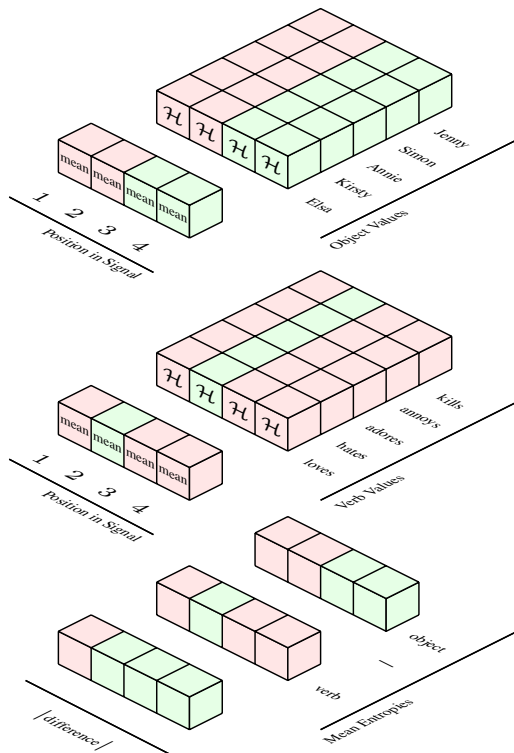 ℋ ℋ ℋ ℋ
mean mean mean mean
Elsa Kirsty Annie Simon Jenny
Object Values
1 2 3 4
Position in Signal
ℋ ℋ ℋ ℋ
mean mean mean mean
loves hates adores annoys kills
Verb Values
1 2 3 4
Position in Signal
verb — object
Mean Entropies
|difference|